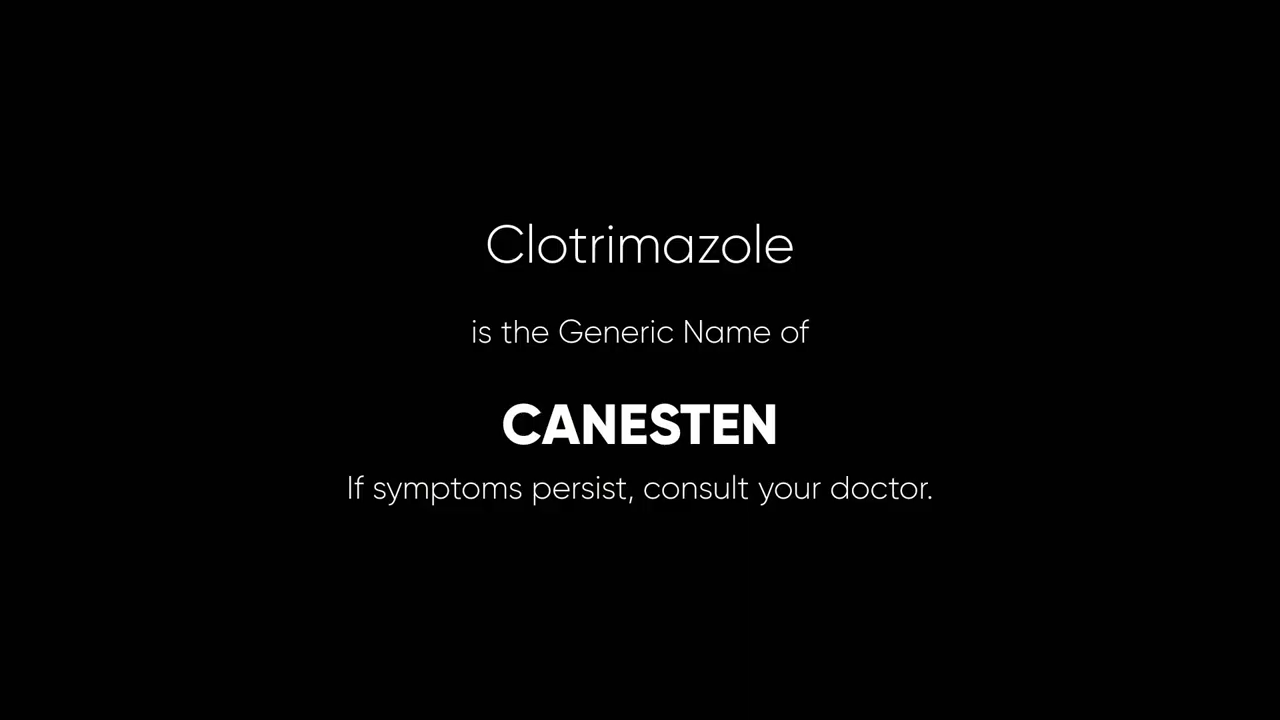 Clotrimazole
is the Generic Name of
CANESTEN
If symptoms persist, consult your doctor.